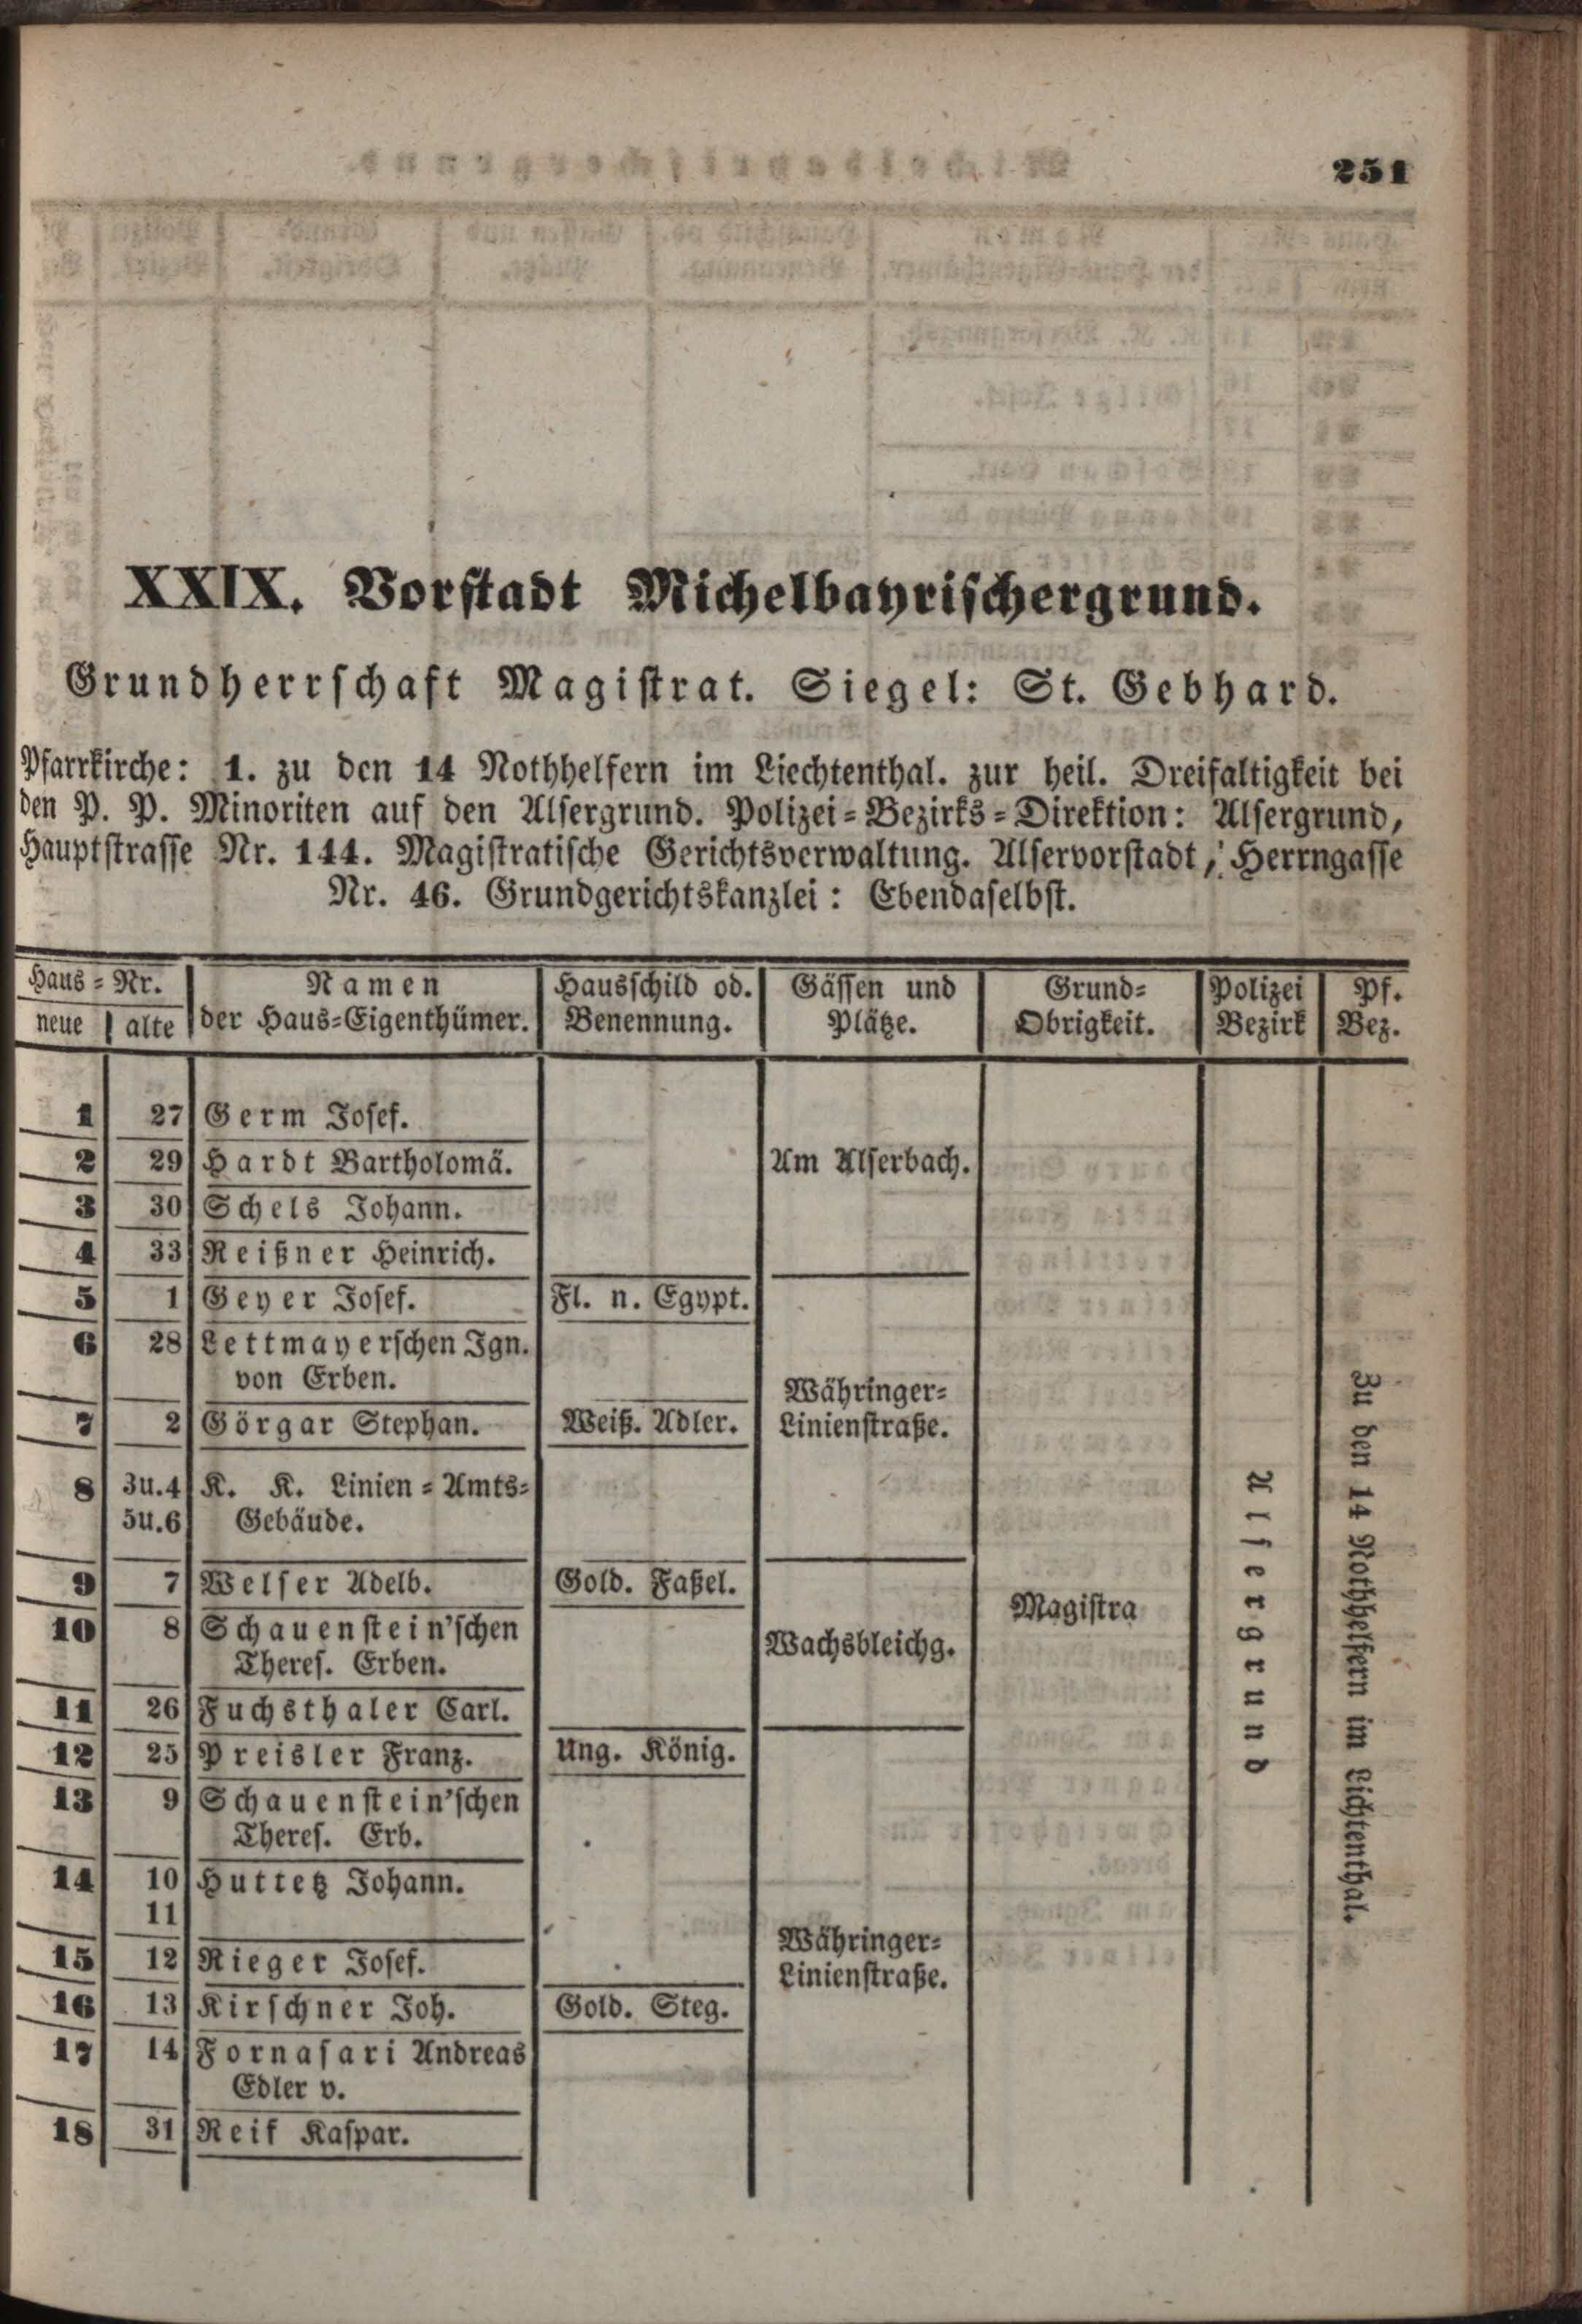 251
XXIX. Vorstadt Michelbayrischergrund.
Grundherrschaft Magistrat. Siegel: St. Gebhard.
Pfarrkirche: 1. zu den 14 Nothhelfern im Liechtenthal. zur heil. Dreifaltigkeit bei
den P. P. Minoriten auf den Alsergrund. Polizei-Bezirks-Direktion: Alsergrund,
Hauptstrasse Nr. 144. Magistratische Gerichtsverwaltung. Alservorstadt, Herrngasse
Nr. 46. Grundgerichtskanzlei: Ebendaselbst.
Haus-Nr. Namen Hausschild od. Gässen und Grund- Polizei Pf.
neue alte der Haus-Eigenthümer. Benennung. Plätze. Obrigkeit. Bezirk Bez.
1 27 Germ Josef.
2 29 Hardt Bartholomä. Am Alserbach.
3 30 Schels Johann.
4 33 Reißner Heinrich.
5 1 Geyer Josef. Fl. n. Egypt.
6 28 Lettmayerschen Ign.
von Erben.
Währinger-
7 2 Görgar Stephan. Weiß. Adler. Linienstraße.
8 3u.4 K. K. Linien-Amts-
5u.6 Gebäude.
9 7 Welser Adelb. Gold. Faßel.
Magistra
10 8 Schauenstein'schen Wachsbleichg.
Theres. Erben.
11 26 Fuchsthaler Carl.
12 25 Preisler Franz. Ung. König.
13 9 Schauenstein'schen
Theres. Erb.
14 10 Huttetz Johann.
11
Währinger-
15 12 Rieger Josef.
Linienstraße.
16 13 Kirschner Joh. Gold. Steg.
17 14 Fornasari Andreas
Edler v.
18 31 Reif Kaspar.
Alsergrund
Zu den 14 Nothhelfern im Lichtenthal.